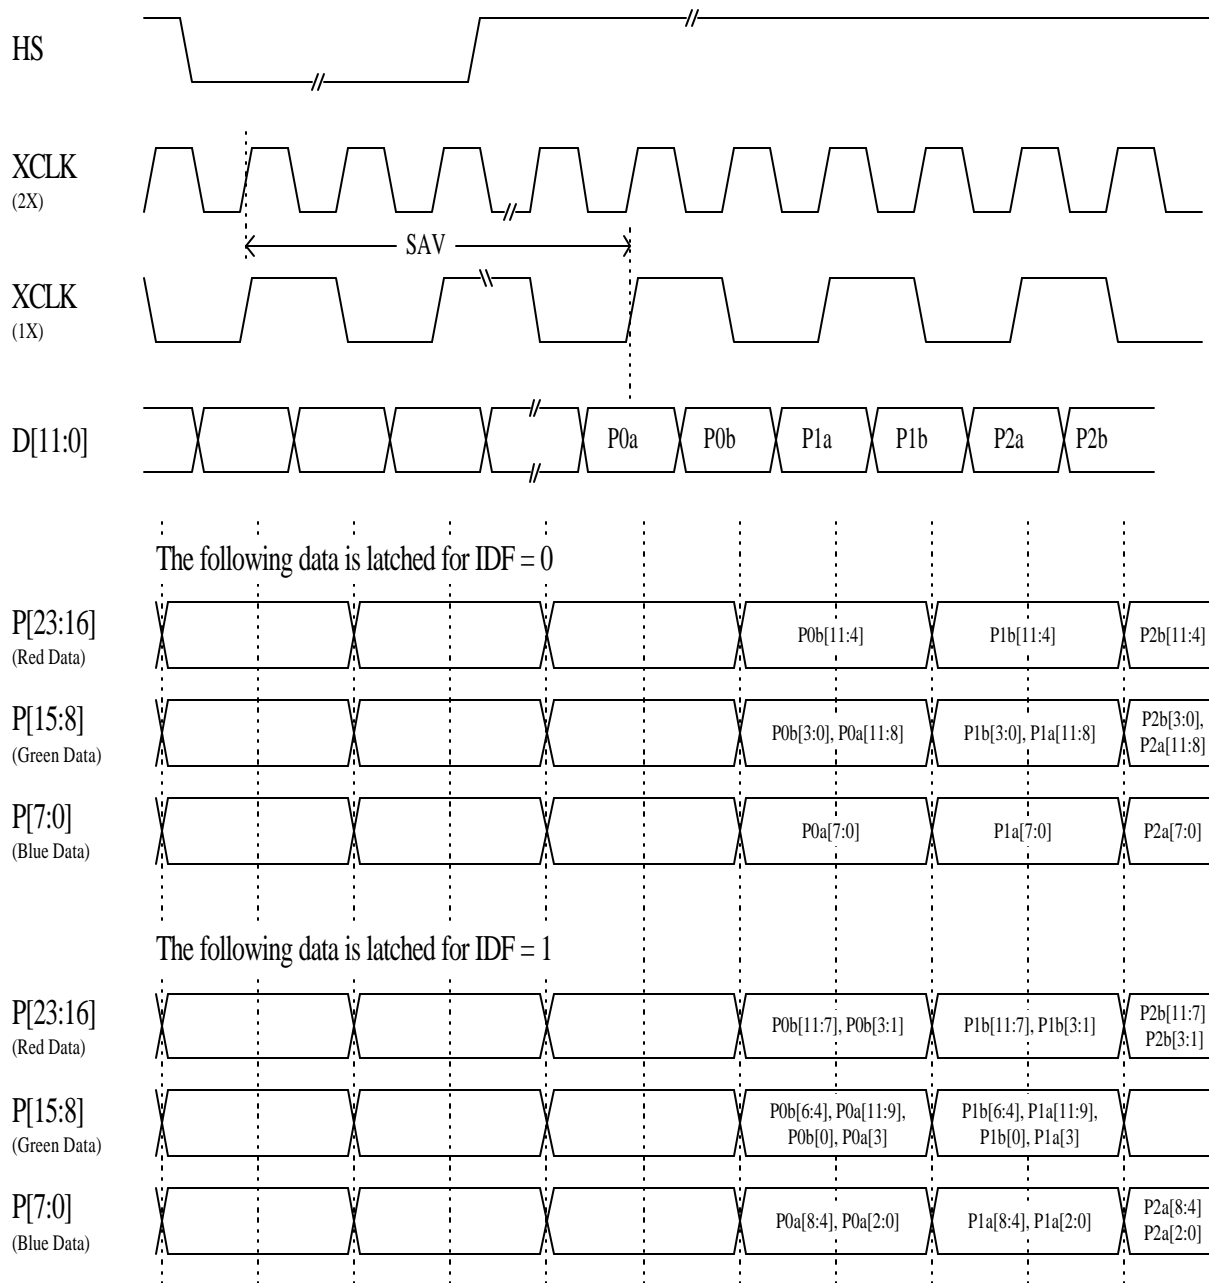 HS
XCLK
(2X)
SAV
XCLK
(1X)
D[11:0]
P0a P0b P1a P1b P2a P2b
The following data is latched for IDF = 0
P[23:16]
(Red Data)
P0b[11:4] P1b[11:4] P2b[11:4]
P[15:8]
(Green Data)
P0b[3:0], P0a[11:8] P1b[3:0], P1a[11:8] P2b[3:0],
P2a[11:8]
P[7:0]
(Blue Data)
P0a[7:0] P1a[7:0] P2a[7:0]
The following data is latched for IDF = 1
P[23:16]
(Red Data)
P0b[11:7], P0b[3:1] P1b[11:7], P1b[3:1] P2b[11:7]
P2b[3:1]
P[15:8]
(Green Data)
P0b[6:4], P0a[11:9], P1b[6:4], P1a[11:9],
P0b[0], P0a[3] P1b[0], P1a[3]
P[7:0]
(Blue Data)
P0a[8:4], P0a[2:0] P1a[8:4], P1a[2:0] P2a[8:4]
P2a[2:0]